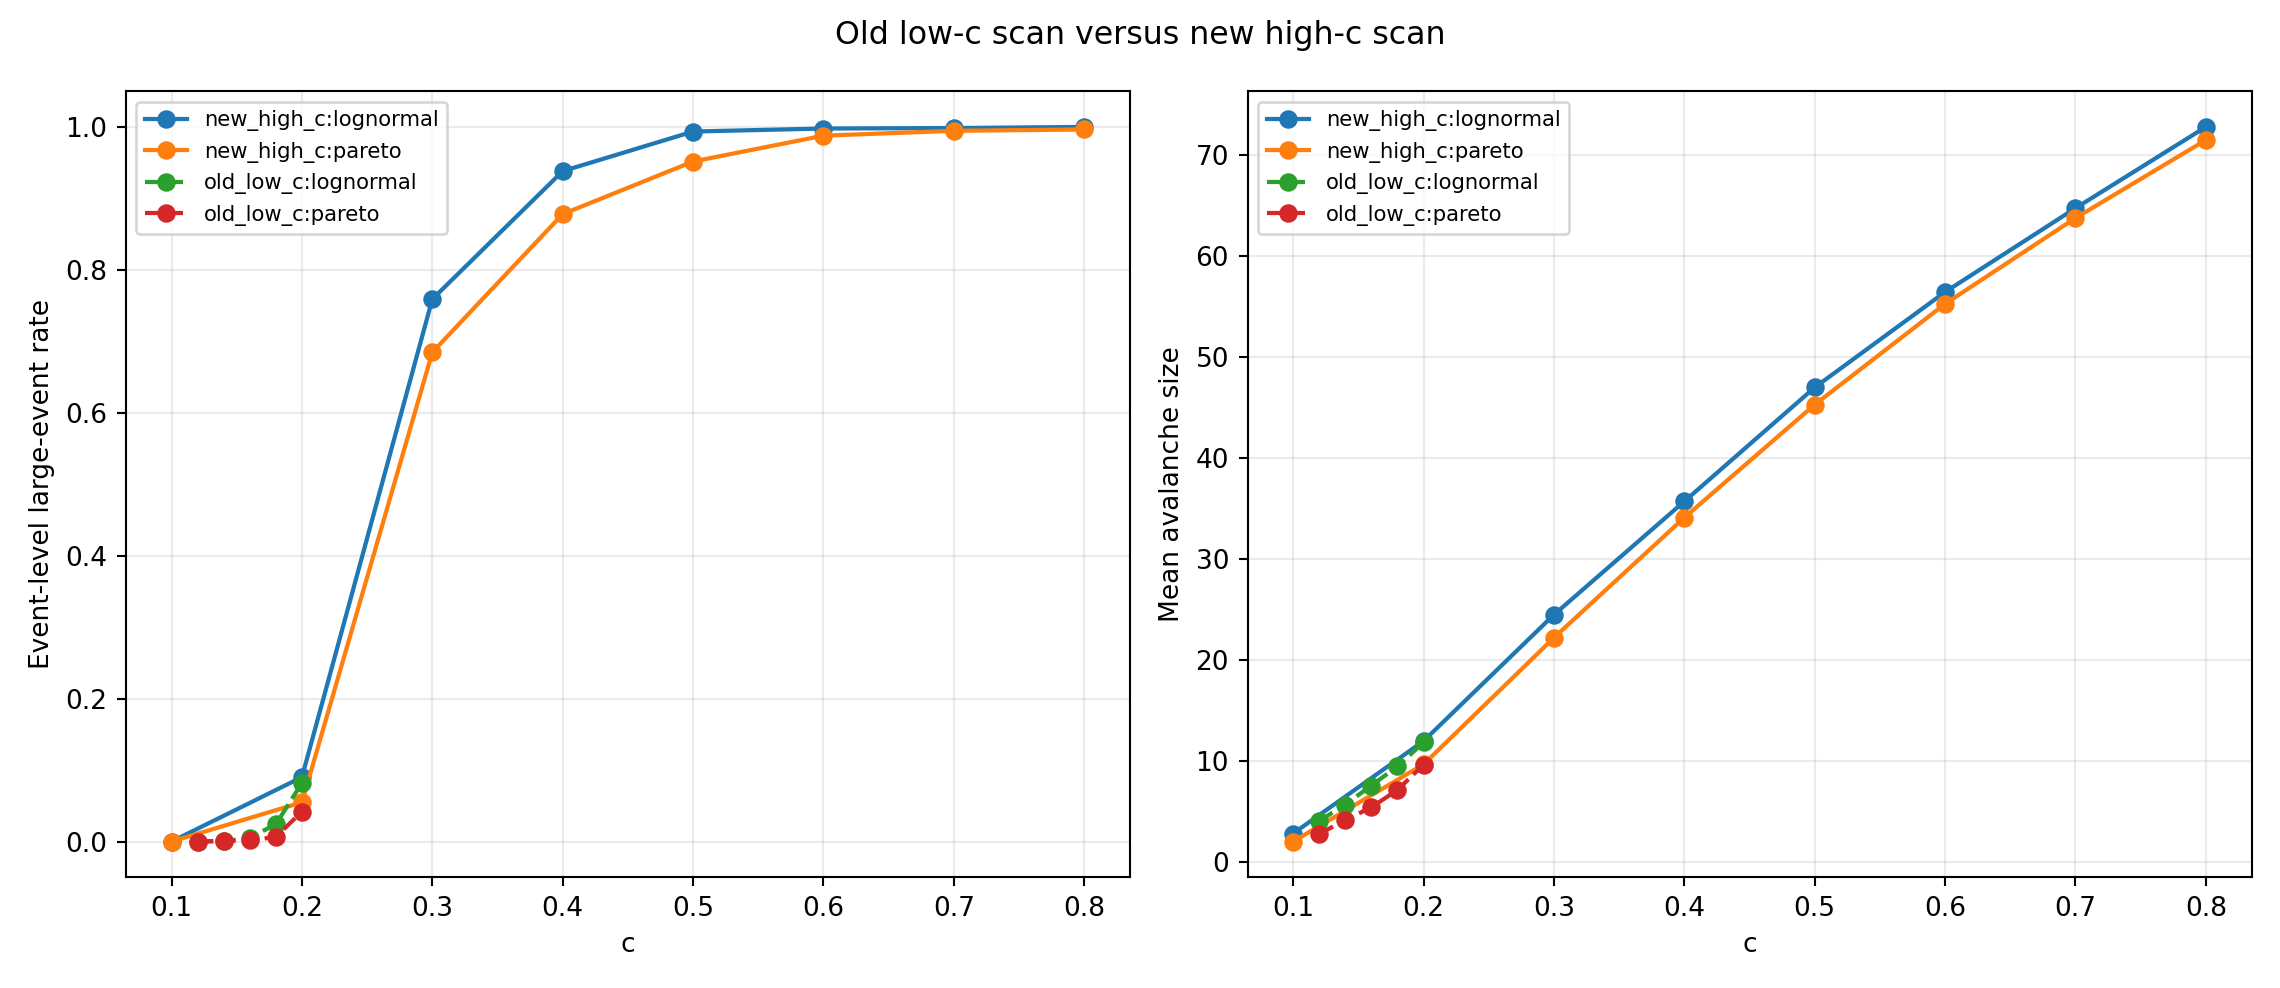 Old low-c scan versus new high-c scan
new_high_c:lognormal
new_high_c:pareto
old_low_c:lognormal
old_low_c:pareto
Event-level large-event rate
1.0
0.8
0.6
0.4
0.2
0.0
0.1 0.2 0.3 0.4 0.5 0.6 0.7 0.8
c
new_high_c:lognormal
new_high_c:pareto
old_low_c:lognormal
old_low_c:pareto
Mean avalanche size
70
60
50
40
30
20
10
0
0.1 0.2 0.3 0.4 0.5 0.6 0.7 0.8
c